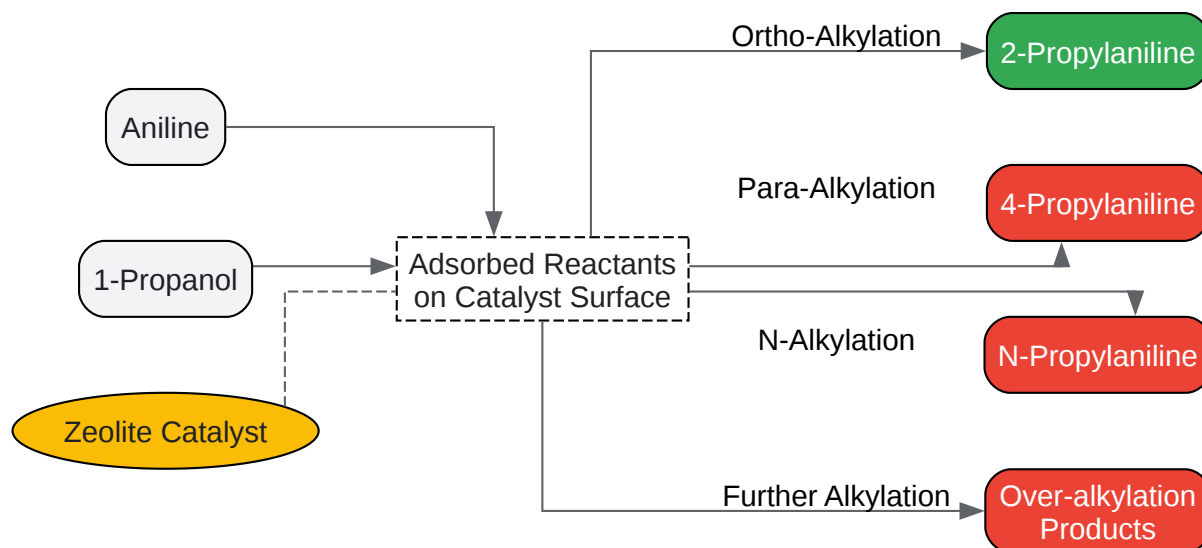 Ortho-Alkylation
2-Propylaniline
Aniline
Para-Alkylation
4-Propylaniline
1-Propanol
Adsorbed Reactants
on Catalyst Surface
N-Alkylation
N-Propylaniline
Zeolite Catalyst
Further Alkylation
Over-alkylation
Products